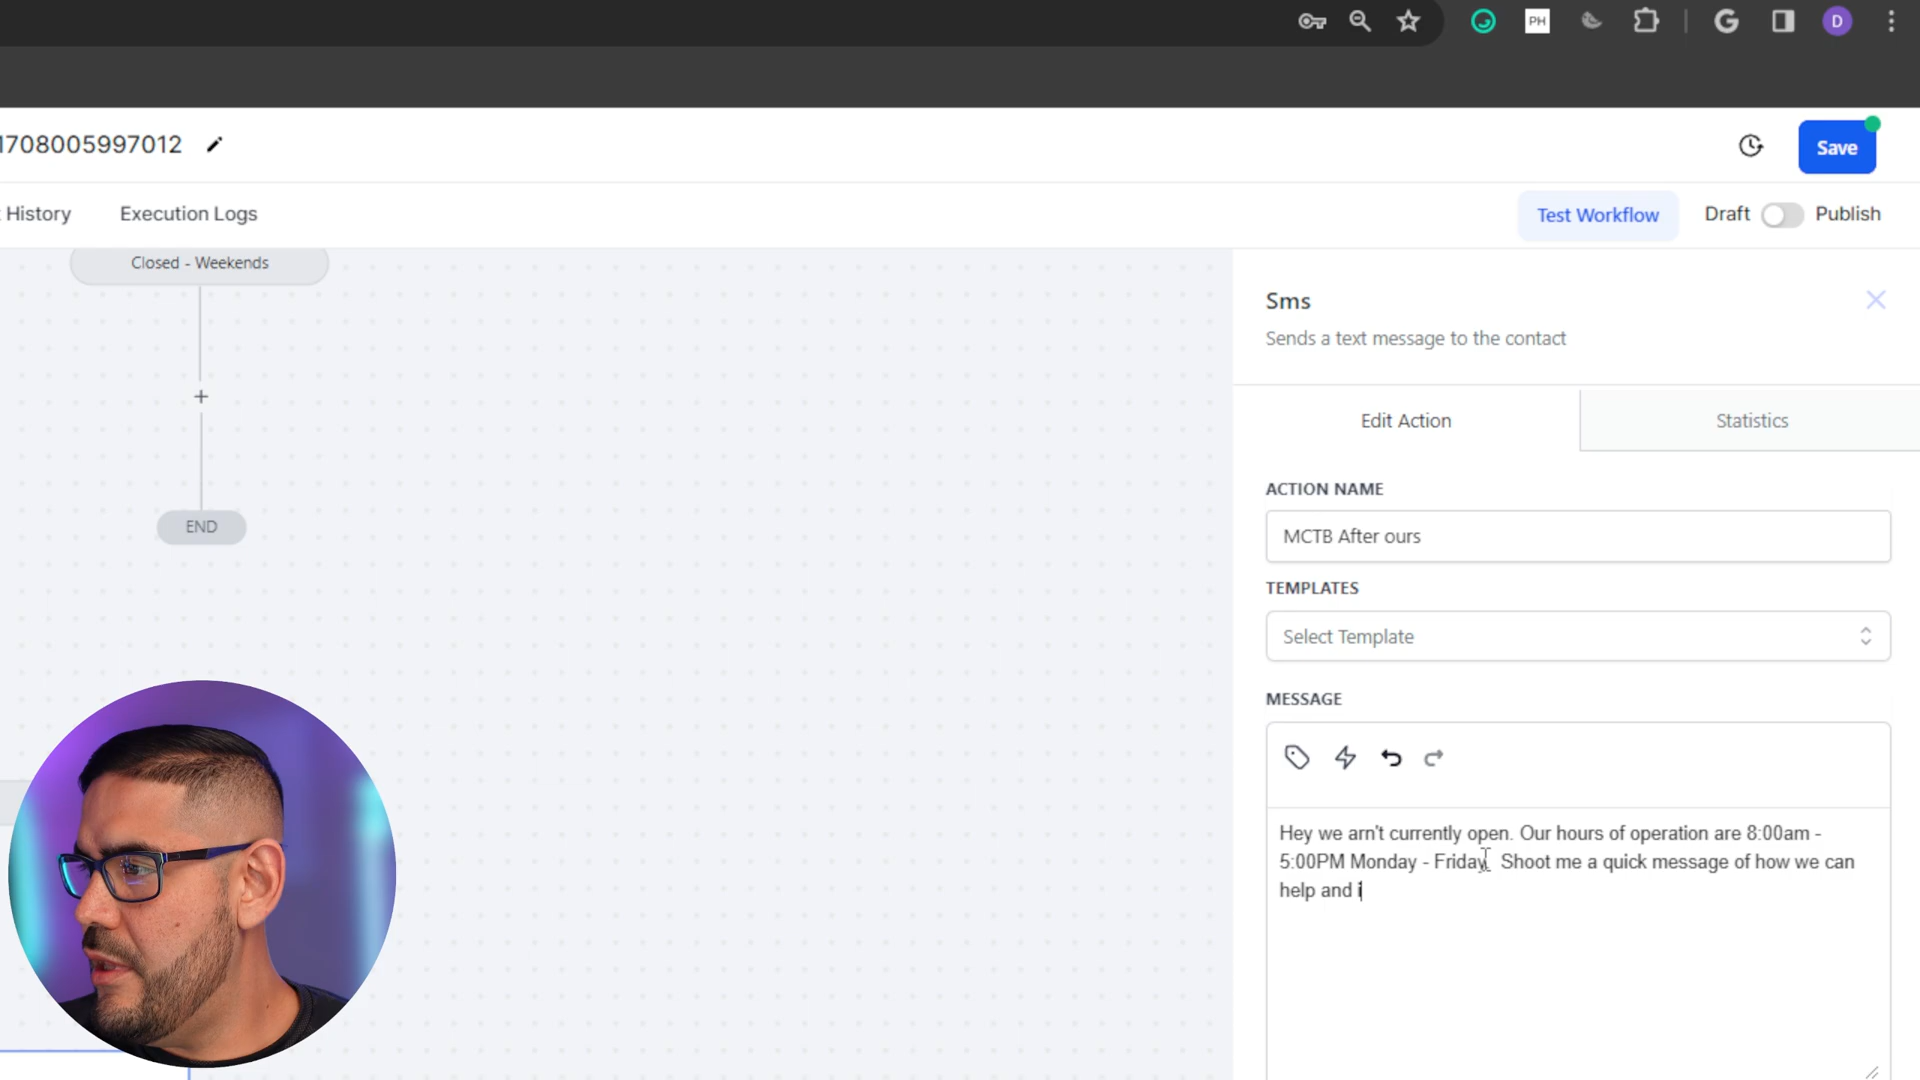 PH
G
D
1708005997012
Save
History
Execution Logs
Test Workflow
Draft
Publish
Closed - Weekends
END
Sms
Sends a text message to the contact
Edit Action
Statistics
ACTION NAME
MCTB After ours
TEMPLATES
Select Template
MESSAGE
Hey we arn't currently open. Our hours of operation are 8:00am -
5:00PM Monday - Friday. Shoot me a quick message of how we can
help and i